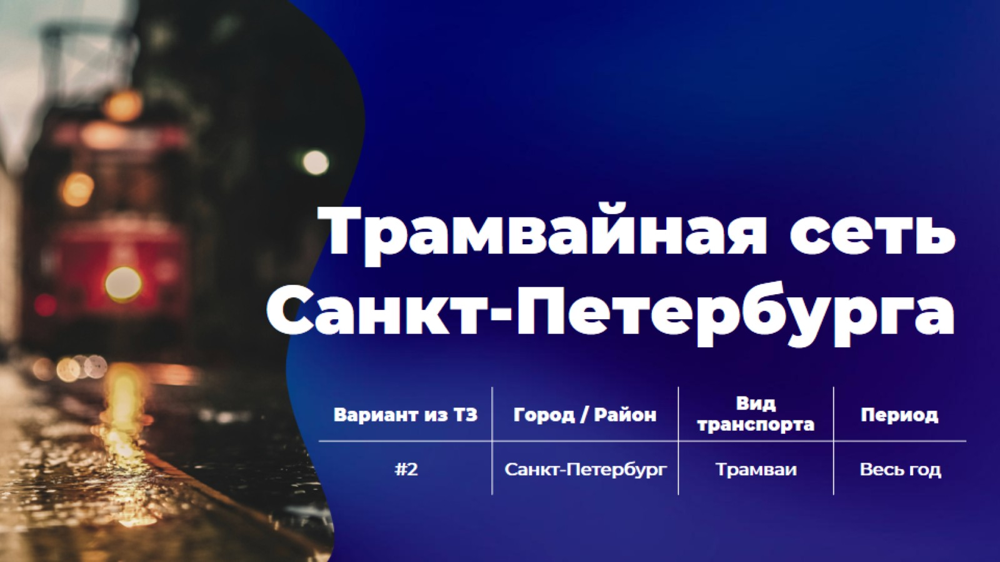 Трамвайная сеть
Санкт-Петербурга
Вариант из ТЗ
Город / Район
Вид
транспорта
Период
#2
Санкт-Петербург
Трамваи
Весь год